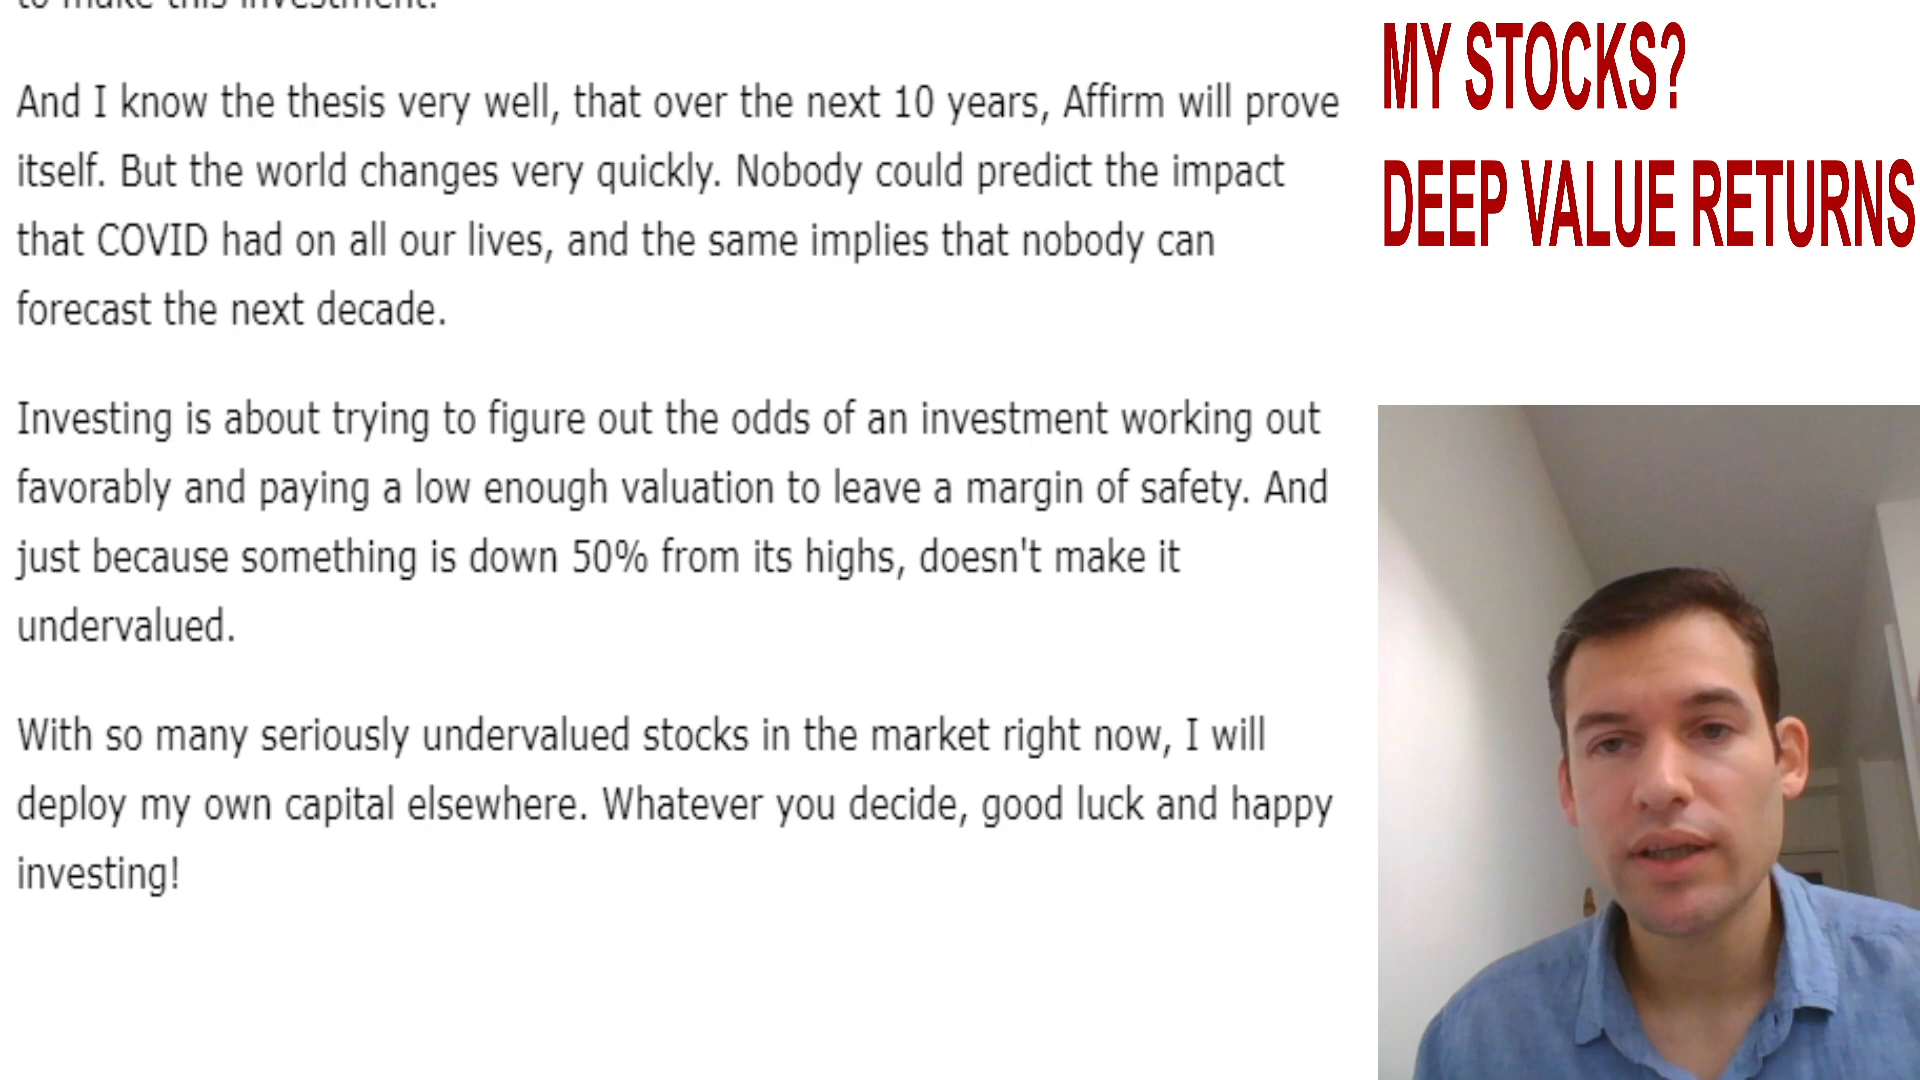 to make this investment.
And I know the thesis very well, that over the next 10 years, Affirm will prove
itself. But the world changes very quickly. Nobody could predict the impact
that COVID had on all our lives, and the same implies that nobody can
forecast the next decade.
Investing is about trying to figure out the odds of an investment working out
favorably and paying a low enough valuation to leave a margin of safety. And
just because something is down 50% from its highs, doesn't make it
undervalued.
With so many seriously undervalued stocks in the market right now, I will
deploy my own capital elsewhere. Whatever you decide, good luck and happy
investing!
MY STOCKS?
DEEP VALUE RETURNS